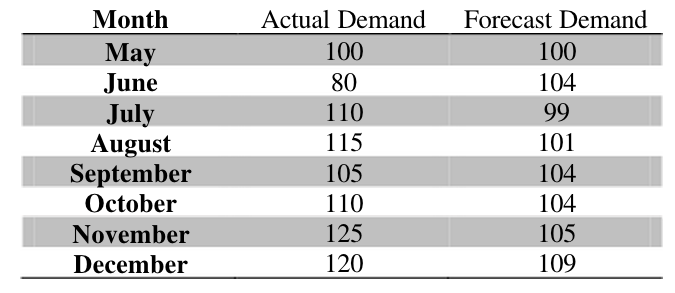 Month Actual Demand Forecast Demand
May 100 100
June 80 104
July 110 99
August 115 101
September 105 104
October 110 104
November 125 105
December 120 109